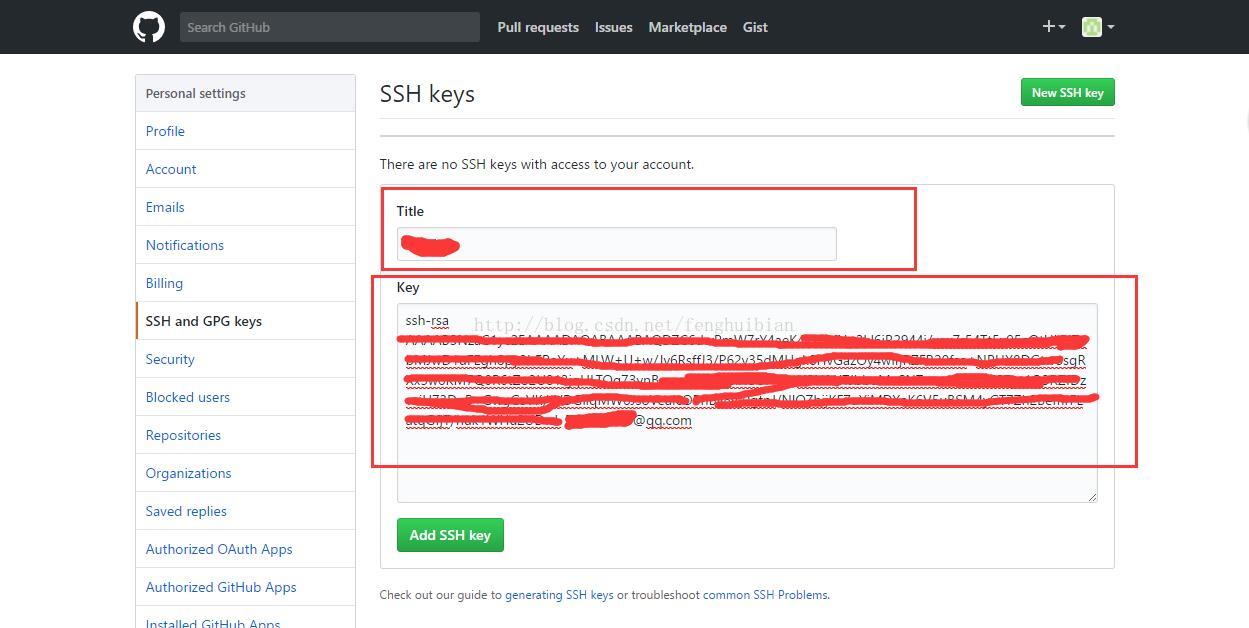 Search GitHub
Pull requests
Issues
Marketplace
Gist
Personal settings
Profile
Account
Emails
Notifications
Billing
SSH and GPG keys
Security
Blocked users
Repositories
Organizations
Saved replies
Authorized OAuth Apps
Authorized GitHub Apps
Installed GitHub Apps
SSH keys
New SSH key
There are no SSH keys with access to your account.
Title
Key
ssh-rsa
http://blog.csdn.net/fenghuibian
@qq.com
Add SSH key
Check out our guide to generating SSH keys or troubleshoot common SSH Problems.